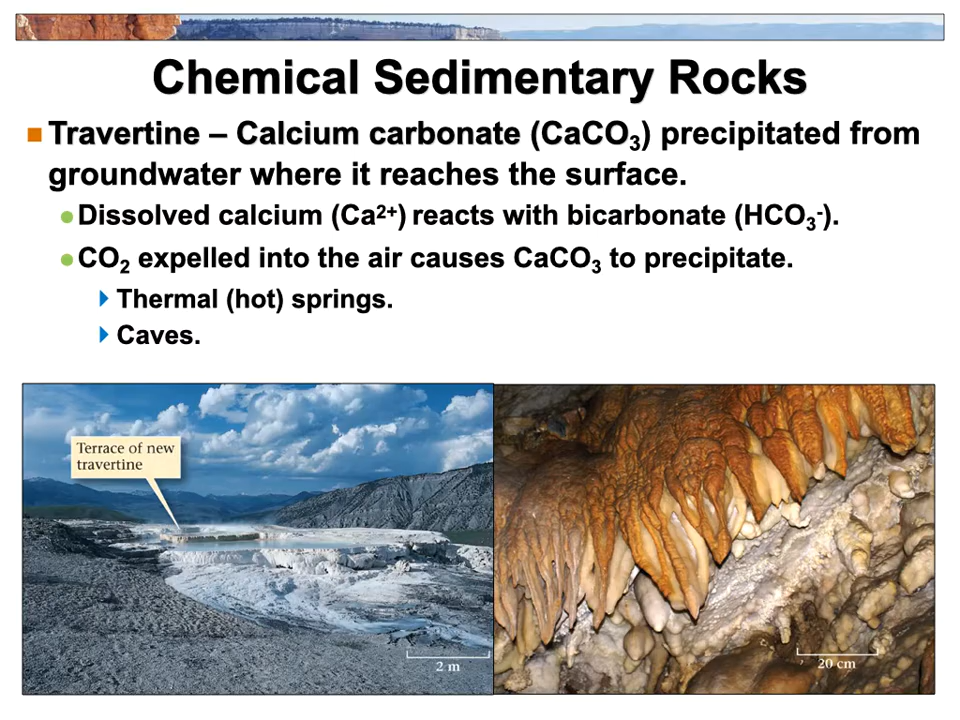 Chemical Sedimentary Rocks
Travertine – Calcium carbonate (CaCO₃) precipitated from
groundwater where it reaches the surface.
Dissolved calcium (Ca²⁺) reacts with bicarbonate (HCO₃⁻).
CO₂ expelled into the air causes CaCO₃ to precipitate.
Thermal (hot) springs.
Caves.
Terrace of new
travertine
2 m
20 cm